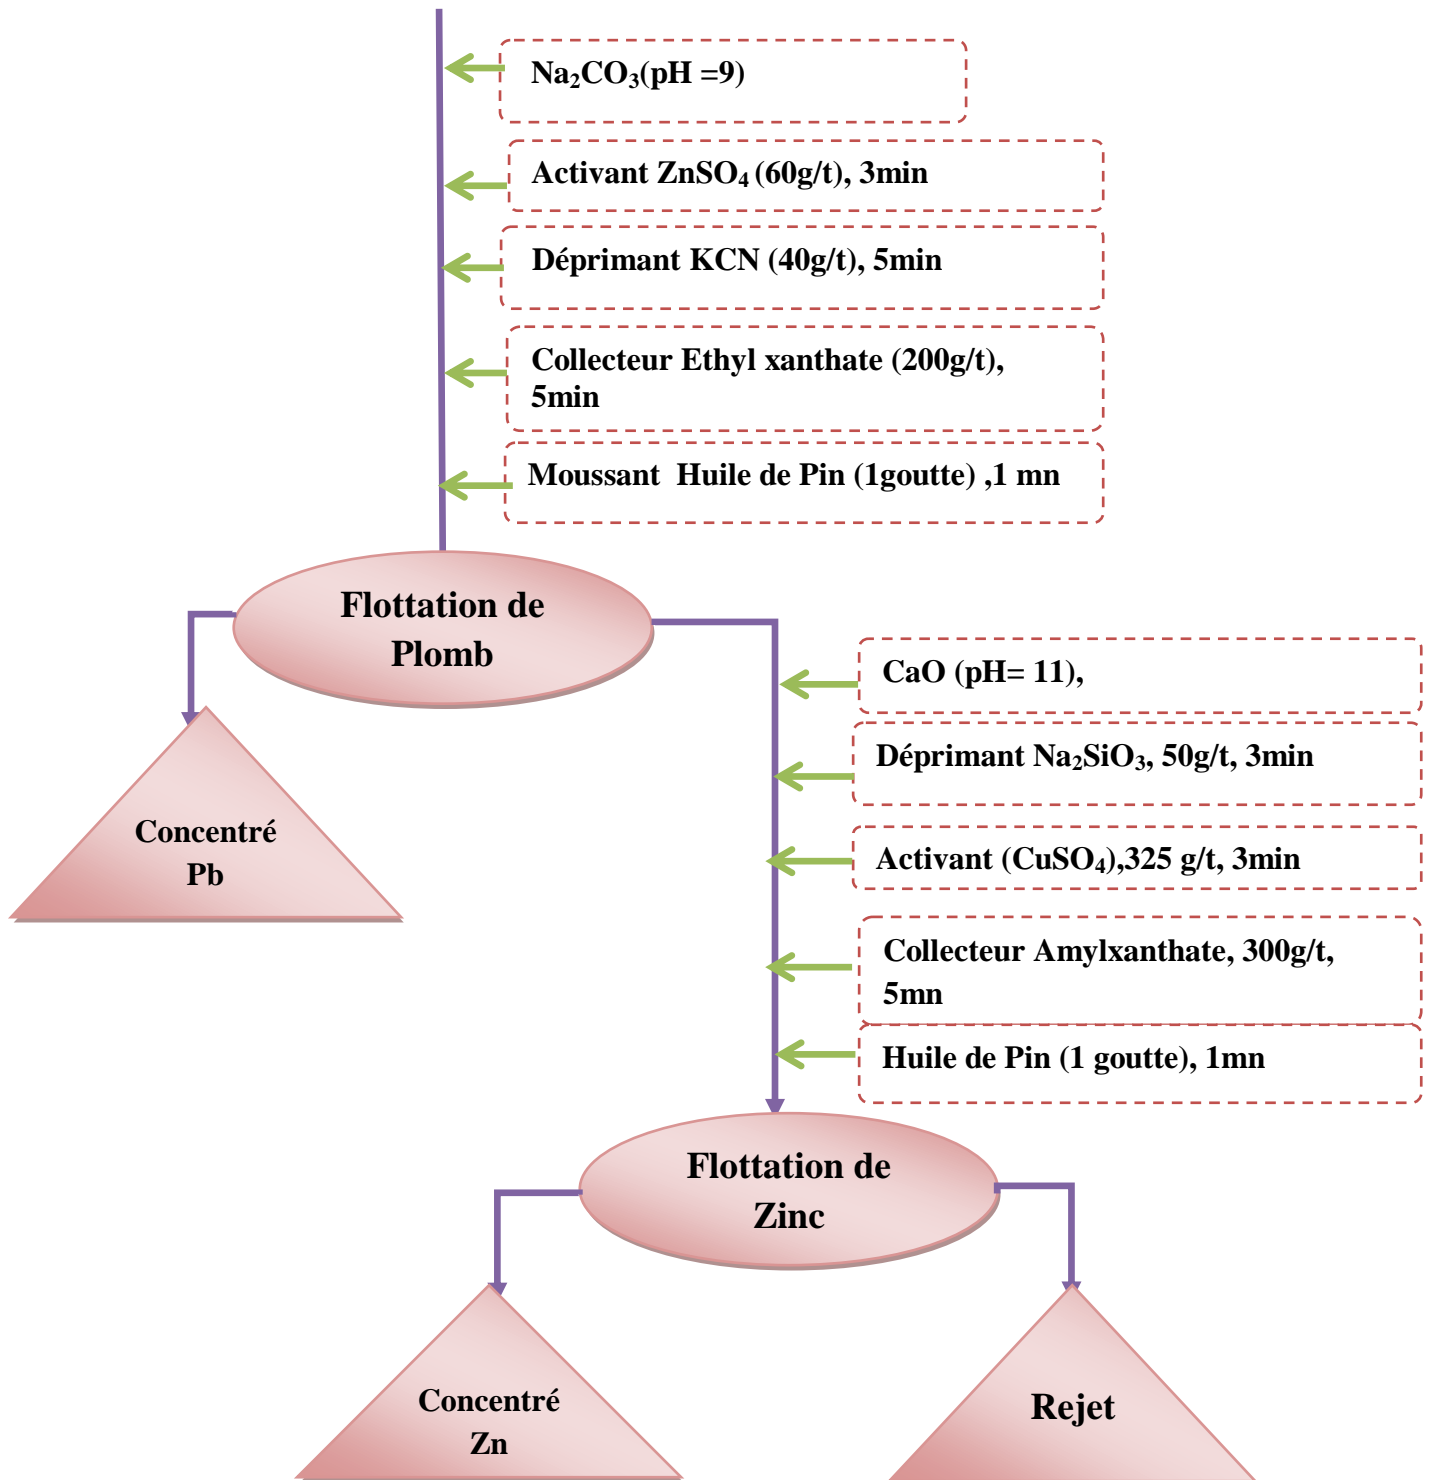 Na₂CO₃(pH =9)
Activant ZnSO₄ (60g/t), 3min
Déprimant KCN (40g/t), 5min
Collecteur Ethyl xanthate (200g/t),
5min
Moussant  Huile de Pin (1goutte) ,1 mn
Flottation de
Plomb
Concentré
Pb
CaO (pH= 11),
Déprimant Na₂SiO₃, 50g/t, 3min
Activant (CuSO₄),325 g/t, 3min
Collecteur Amylxanthate, 300g/t,
5mn
Huile de Pin (1 goutte), 1mn
Flottation de
Zinc
Concentré
Zn
Rejet